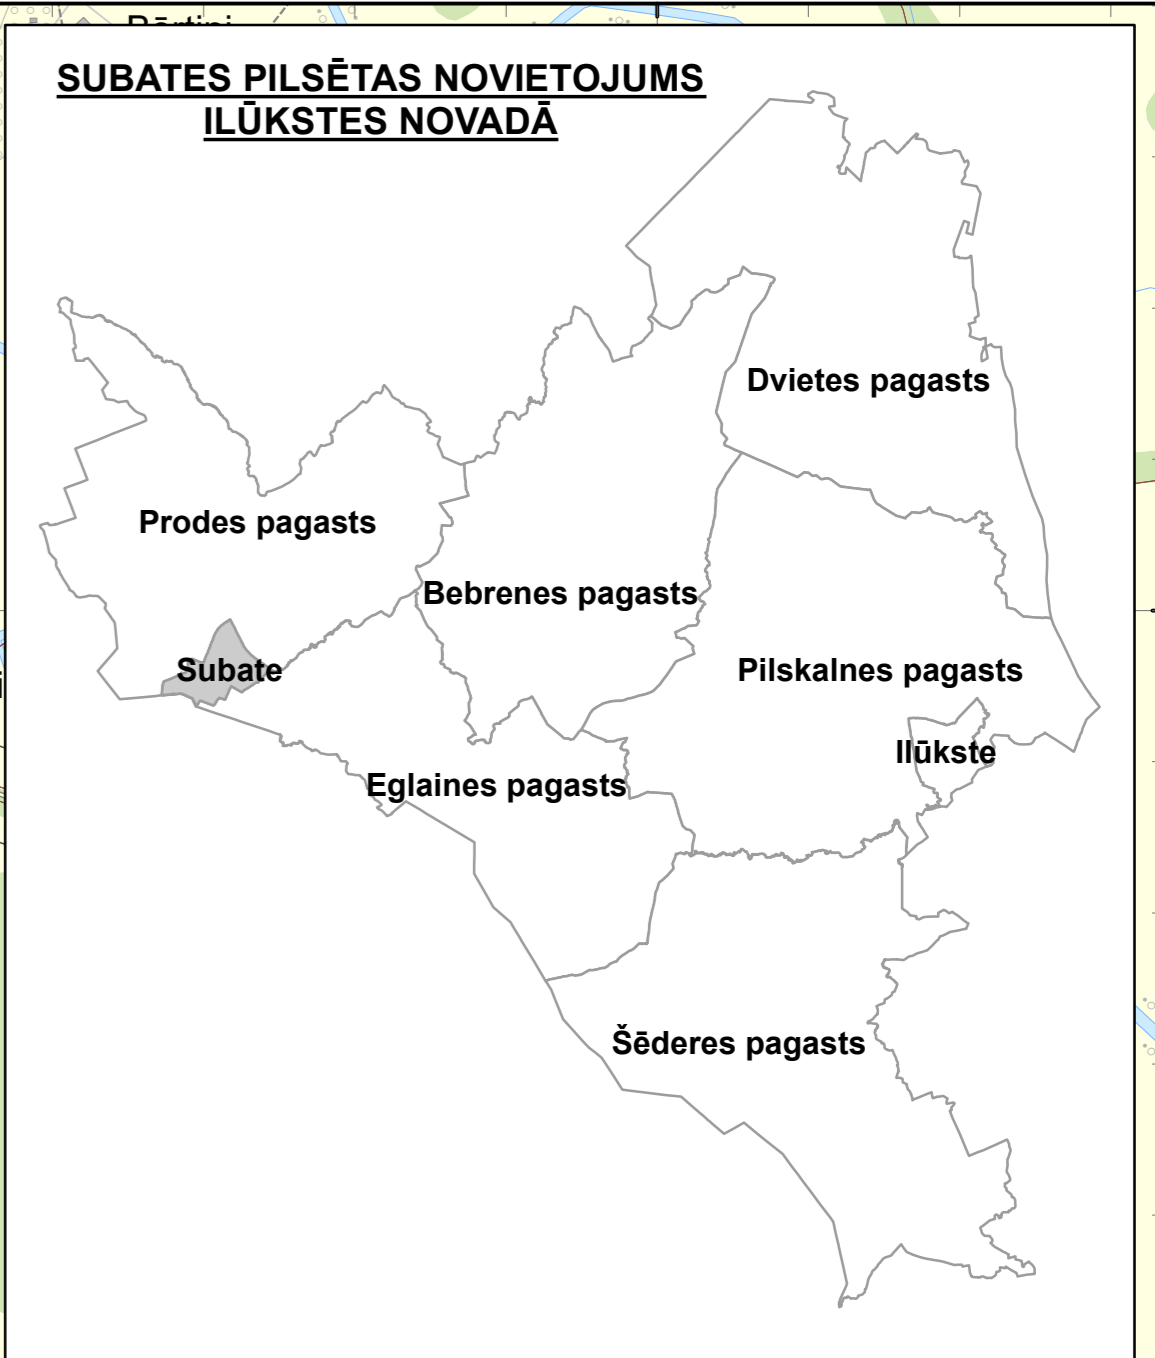 SUBATES PILSĒTAS NOVIETOJUMS
ILŪKSTES NOVADĀ
Dvietes pagasts
Prodes pagasts
Bebrenes pagasts
Subate
Pilskalnes pagasts
Ilūkste
Eglaines pagasts
Šēderes pagasts